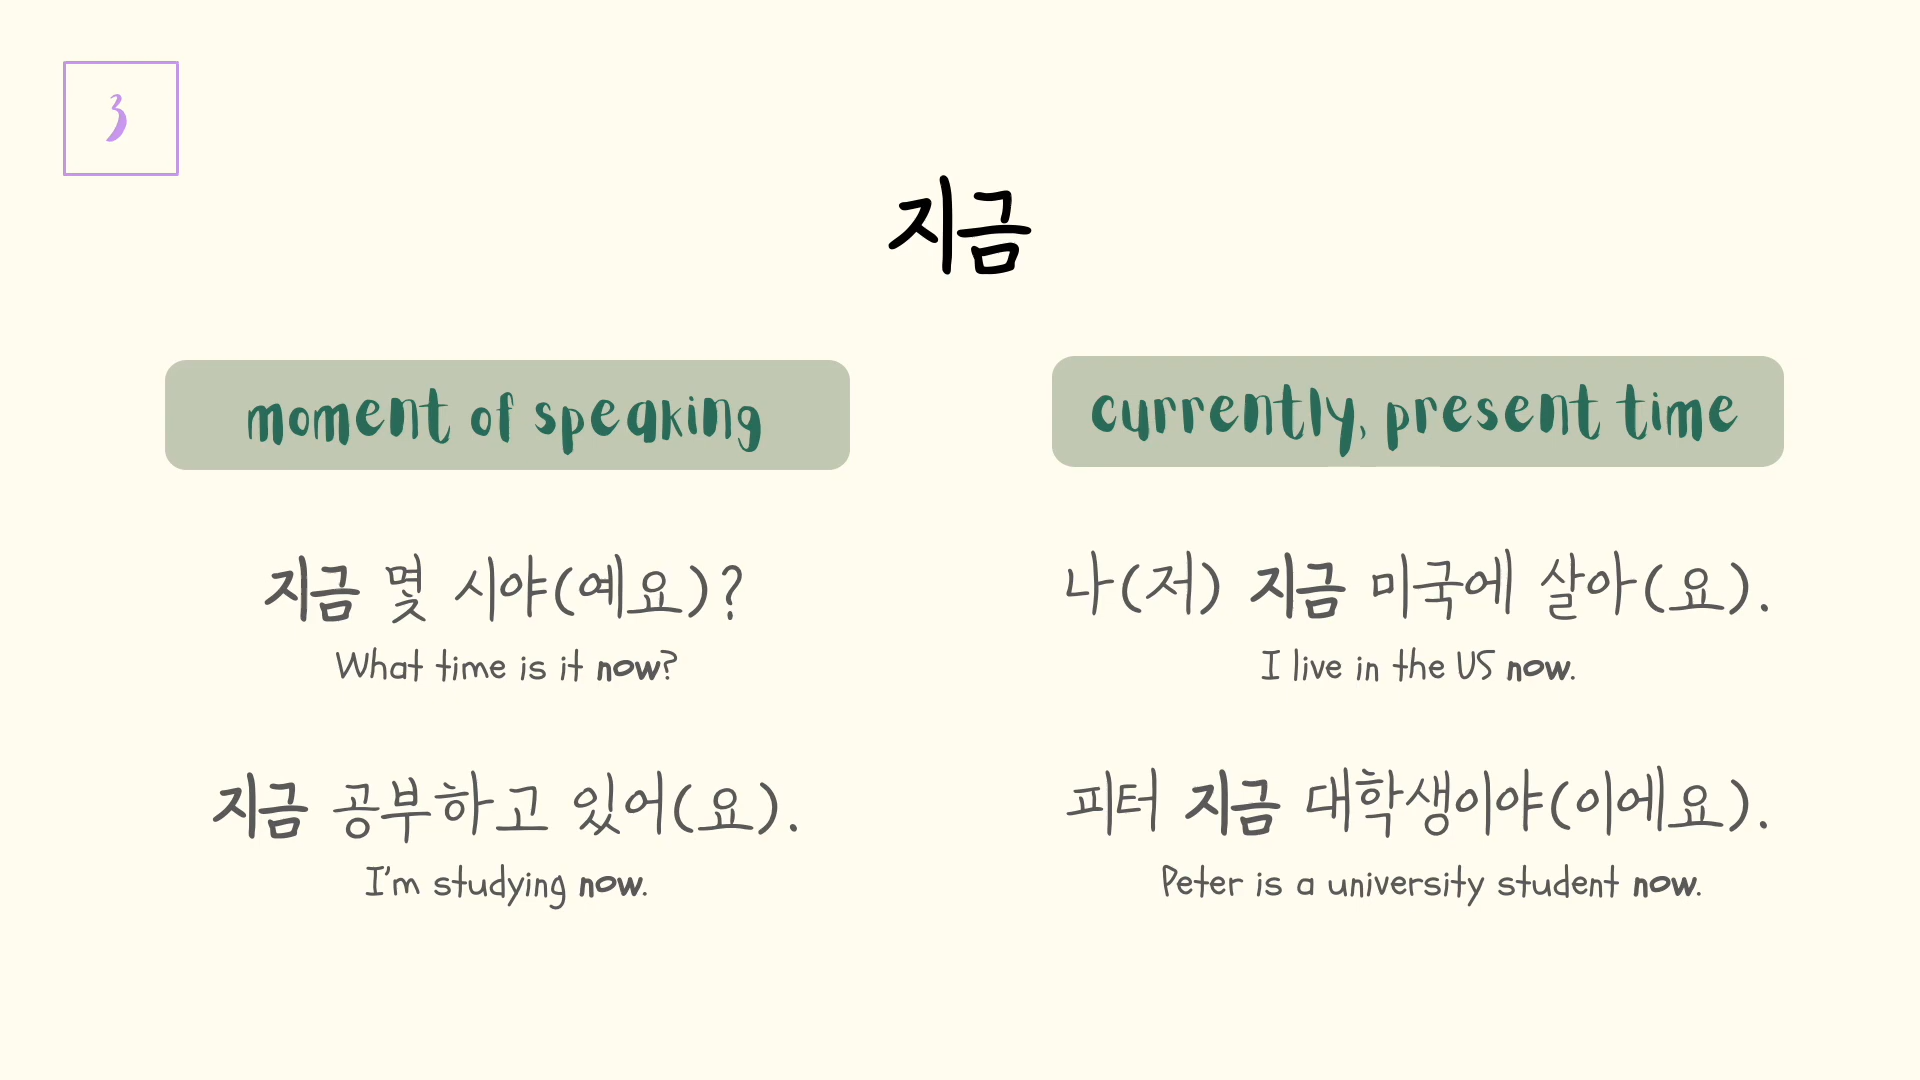 3
지금
moment of speaking
지금 몇 시야(예요)?
What time is it now?
지금 공부하고 있어(요).
I'm studying now.
currently, present time
나(저) 지금 미국에 살아(요).
I live in the US now.
피터 지금 대학생이야(이에요).
Peter is a university student now.